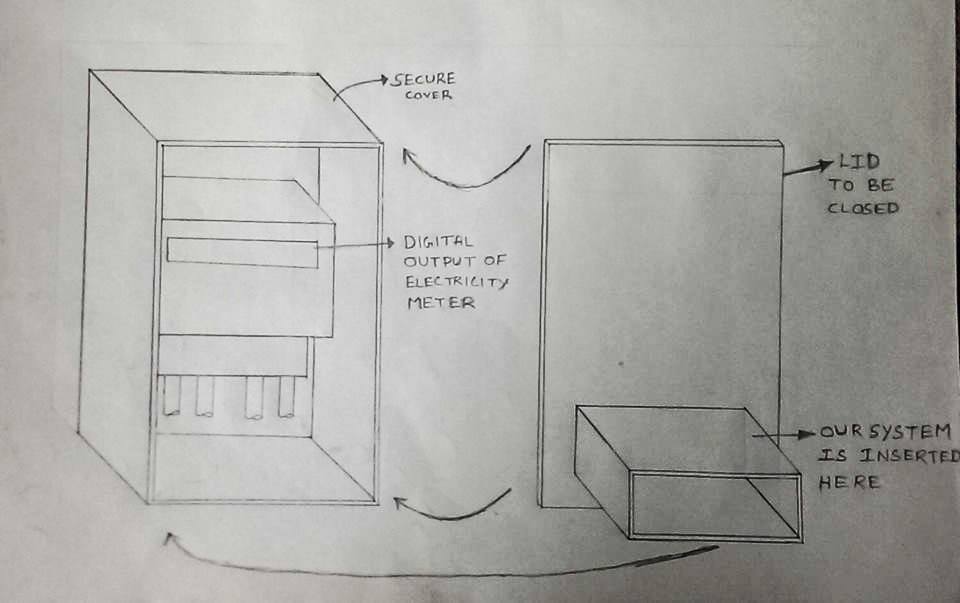 SECURE
COVER
LID
TO BE
CLOSED
DIGITAL
OUTPUT OF
ELECTRICITY
METER
OUR SYSTEM
IS INSERTED
HERE